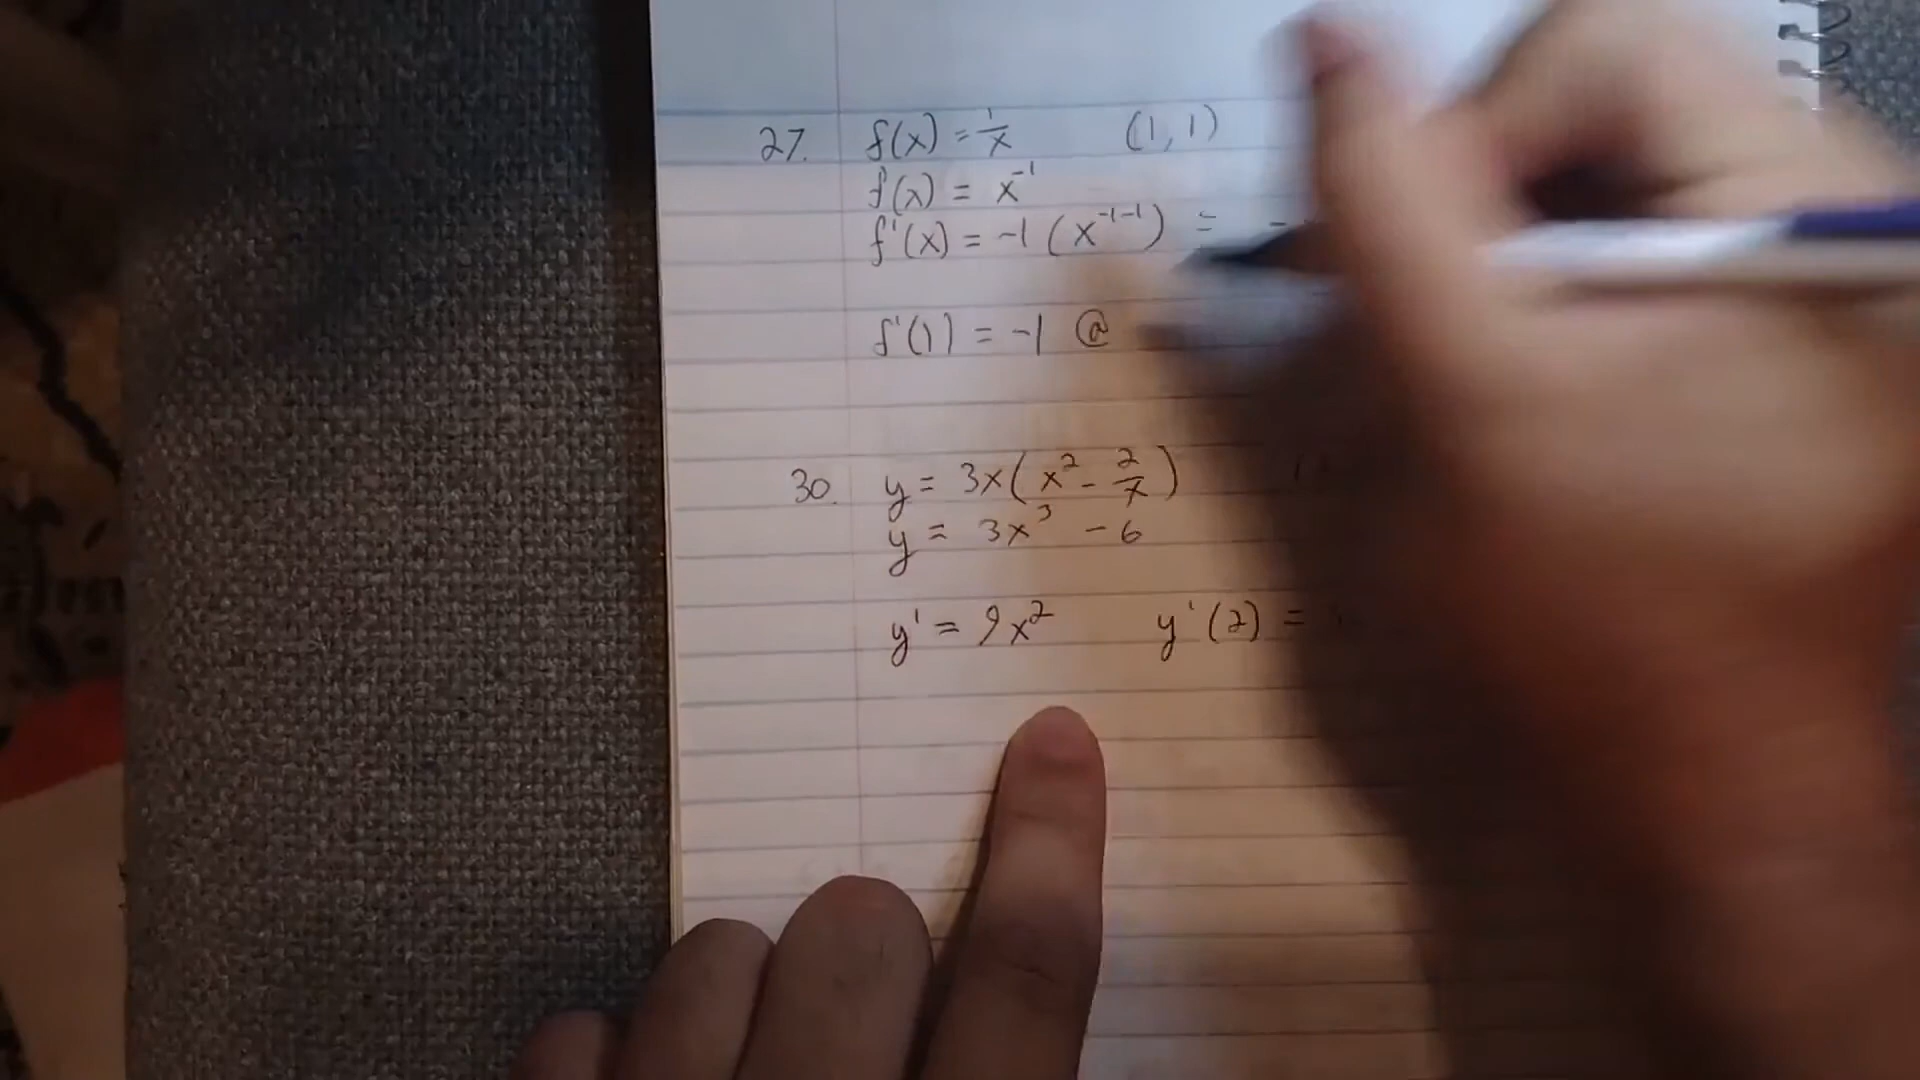 27. f(x) = 1/x (1, 1)
f(x) = x⁻¹
f'(x) = -1 (x⁻¹⁻¹) = -
f'(1) = -1 @
30. y = 3x(x² - 2/x)
y = 3x³ - 6
y' = 9x² y'(2) =